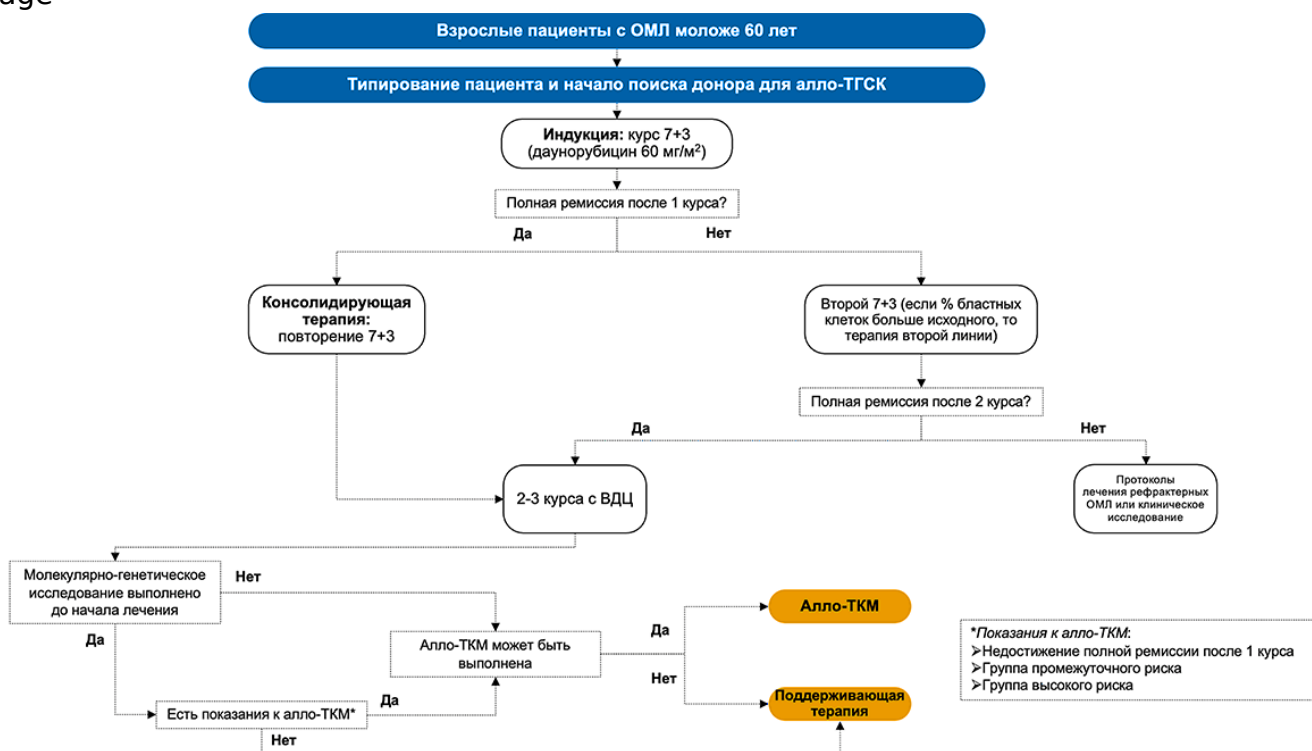 Взрослые пациенты с ОМЛ моложе 60 лет
Типирование пациента и начало поиска донора для алло-ТГСК
Индукция: курс 7+3
(даунорубицин 60 мг/м²)
Полная ремиссия после 1 курса?
Да
Нет
Консолидирующая
терапия:
повторение 7+3
Второй 7+3 (если % бластных
клеток больше исходного, то
терапия второй линии)
Полная ремиссия после 2 курса?
Да
Нет
2-3 курса с ВДЦ
Протоколы
лечения рефрактерных
ОМЛ или клиническое
исследование
Молекулярно-генетическое
исследование выполнено
до начала лечения
Нет
Да
Алло-ТКМ может быть
выполнена
Да
Нет
Алло-ТКМ
Поддерживающая
терапия
Есть показания к алло-ТКМ*
Да
Нет
*Показания к алло-ТКМ:
➢Недостижение полной ремиссии после 1 курса
➢Группа промежуточного риска
➢Группа высокого риска